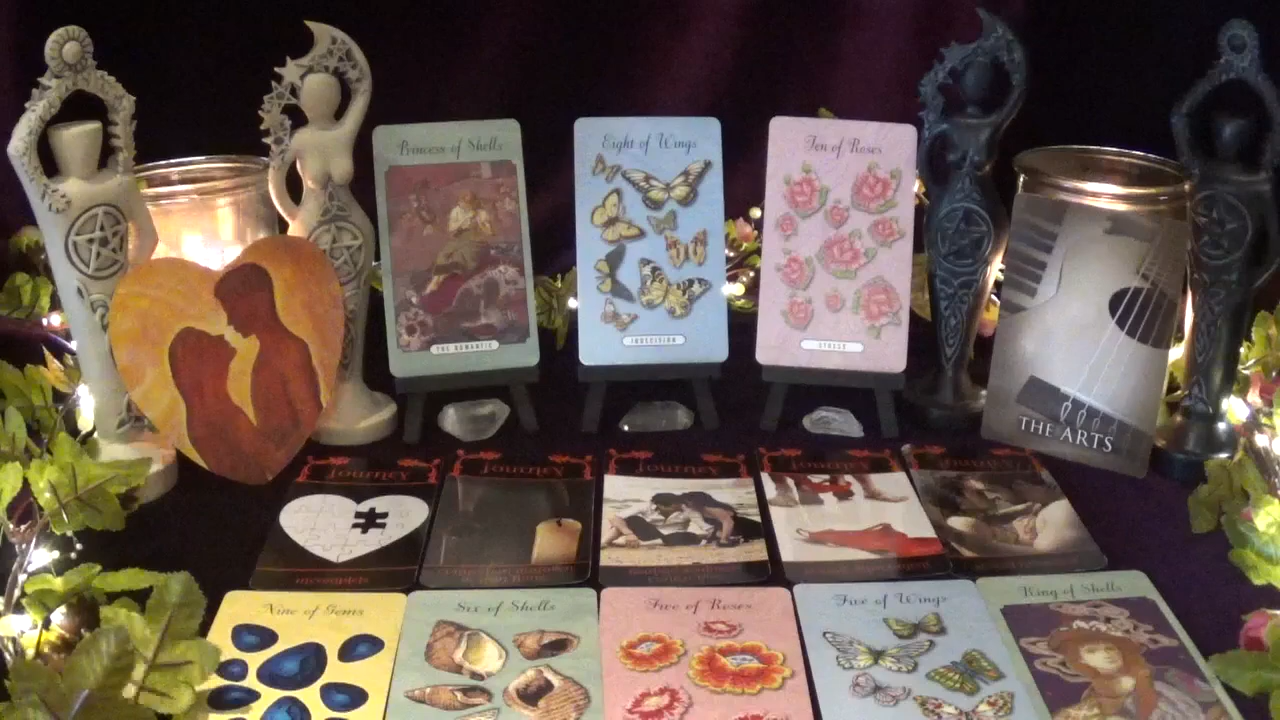 Princess of Shells
THE ROMANTIC
Eight of Wings
INDECISION
Ten of Roses
STRESS
THE ARTS
Journey
Journey
Journey
Journey
Journey
Nine of Gems
Six of Shells
Five of Roses
Five of Wings
King of Shells